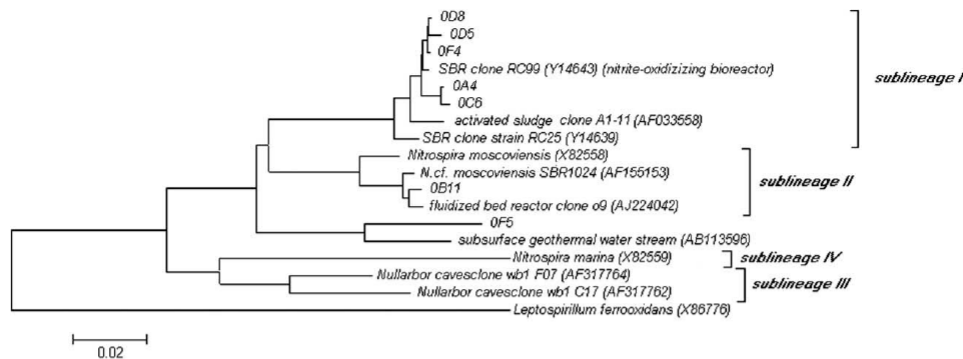 0D8
0D5
0F4
SBR clone RC99 (Y14643) (nitrite-oxidizizing bioreactor)
sublineage I
0A4
0C6
activated sludge clone A1-11 (AF033558)
SBR clone strain RC25 (Y14639)
Nitrospira moscoviensis (X82558)
N.cf. moscoviensis SBR1024 (AF155153)
sublineage II
0B11
fluidized bed reactor clone o9 (AJ224042)
0F5
subsurface geothermal water stream (AB113596)
Nitrospira marina (X82559)
sublineage IV
Nullarbor cavesclone wb1 F07 (AF317764)
sublineage III
Nullarbor cavesclone wb1 C17 (AF317762)
Leptospirillum ferrooxidans (X86776)
0.02